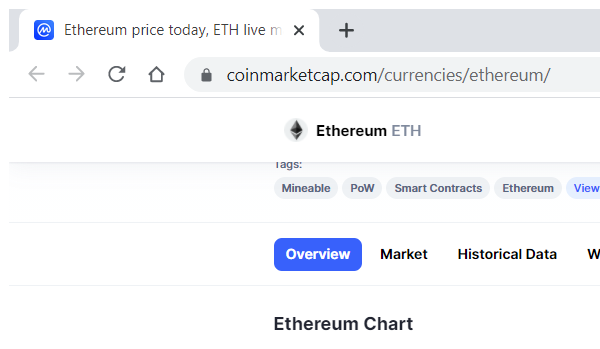 Ethereum price today, ETH live m
coinmarketcap.com/currencies/ethereum/
Ethereum ETH
Tags:
Mineable PoW Smart Contracts Ethereum View
Overview Market Historical Data W
Ethereum Chart